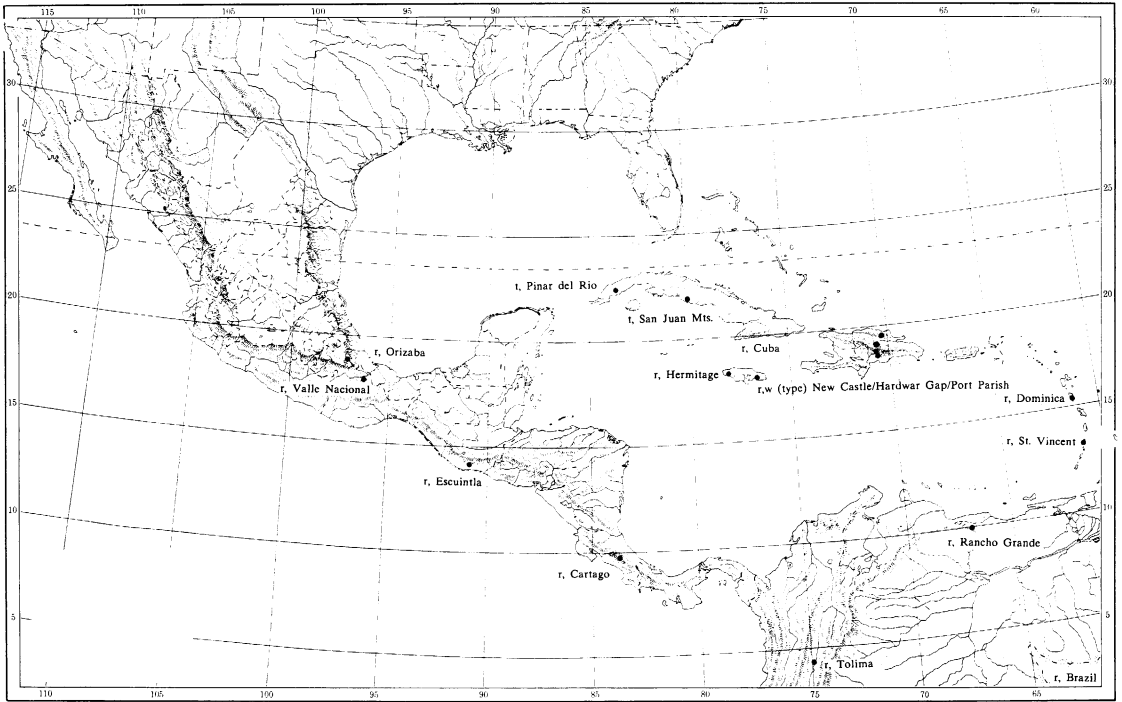 115 110 105 100 95 90 85 80 75 70 65 60
30 30
25 25
t, Pinar del Rio
20 20
t, San Juan Mts.
r, Orizaba
r, Cuba
r, Hermitage
r, Valle Nacional
r,w (type) New Castle/Hardwar Gap/Port Parish
r, Dominica
15 15
r, St. Vincent
r, Escuintla
10 10
r, Rancho Grande
r, Cartago
5 5
r, Tolima
r, Brazil
110 105 100 95 90 85 80 75 70 65